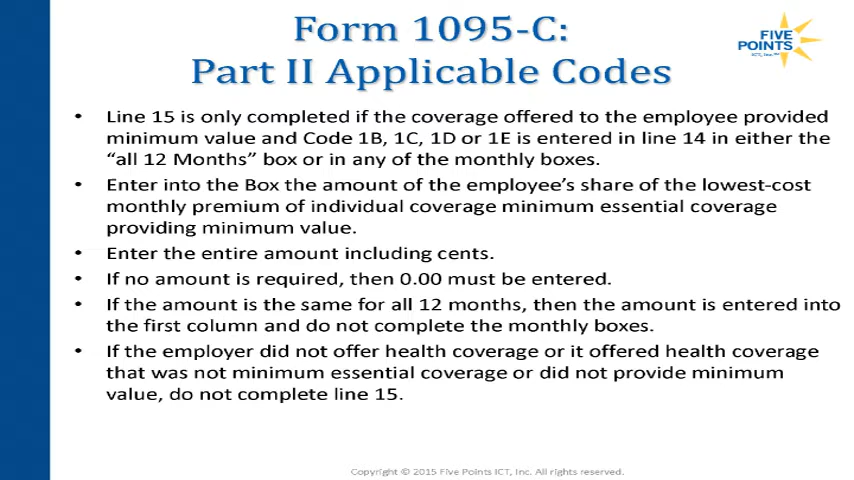 Form 1095-C:
Part II Applicable Codes
FIVE
POINTS
ICT, Inc.
• Line 15 is only completed if the coverage offered to the employee provided
minimum value and Code 1B, 1C, 1D or 1E is entered in line 14 in either the
“all 12 Months” box or in any of the monthly boxes.
• Enter into the Box the amount of the employee’s share of the lowest-cost
monthly premium of individual coverage minimum essential coverage
providing minimum value.
• Enter the entire amount including cents.
• If no amount is required, then 0.00 must be entered.
• If the amount is the same for all 12 months, then the amount is entered into
the first column and do not complete the monthly boxes.
• If the employer did not offer health coverage or it offered health coverage
that was not minimum essential coverage or did not provide minimum
value, do not complete line 15.
Copyright © 2015 Five Points ICT, Inc. All rights reserved.